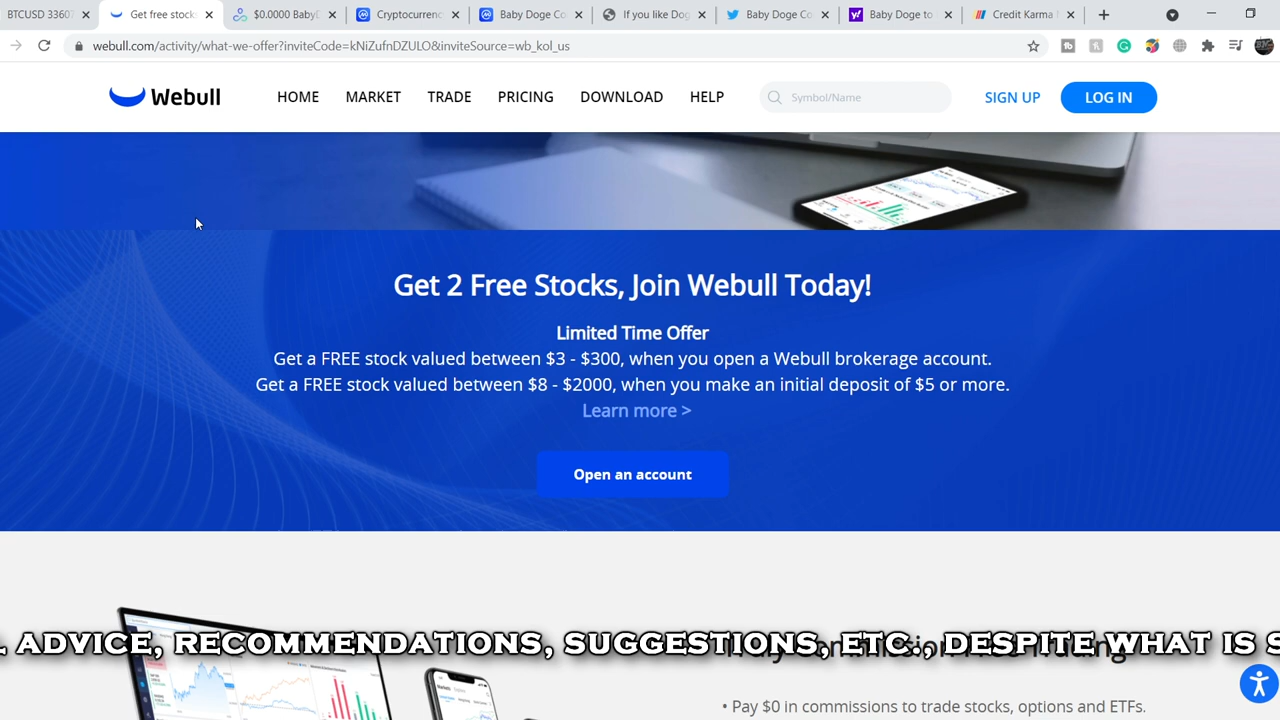 BTCUSD 33607
Get free stocks
$0.0000 BabyD
Cryptocurrenc
Baby Doge Co
If you like Dog
Baby Doge Co
Baby Doge to
Credit Karma
webull.com/activity/what-we-offer?inviteCode=kNiZufnDZULO&inviteSource=wb_kol_us
Webull
HOME
MARKET
TRADE
PRICING
DOWNLOAD
HELP
Symbol/Name
SIGN UP
LOG IN
Get 2 Free Stocks, Join Webull Today!
Limited Time Offer
Get a FREE stock valued between $3 - $300, when you open a Webull brokerage account.
Get a FREE stock valued between $8 - $2000, when you make an initial deposit of $5 or more.
Learn more >
Open an account
ADVICE, RECOMMENDATIONS, SUGGESTIONS, ETC., DESPITE WHAT IS S
• Pay $0 in commissions to trade stocks, options and ETFs.